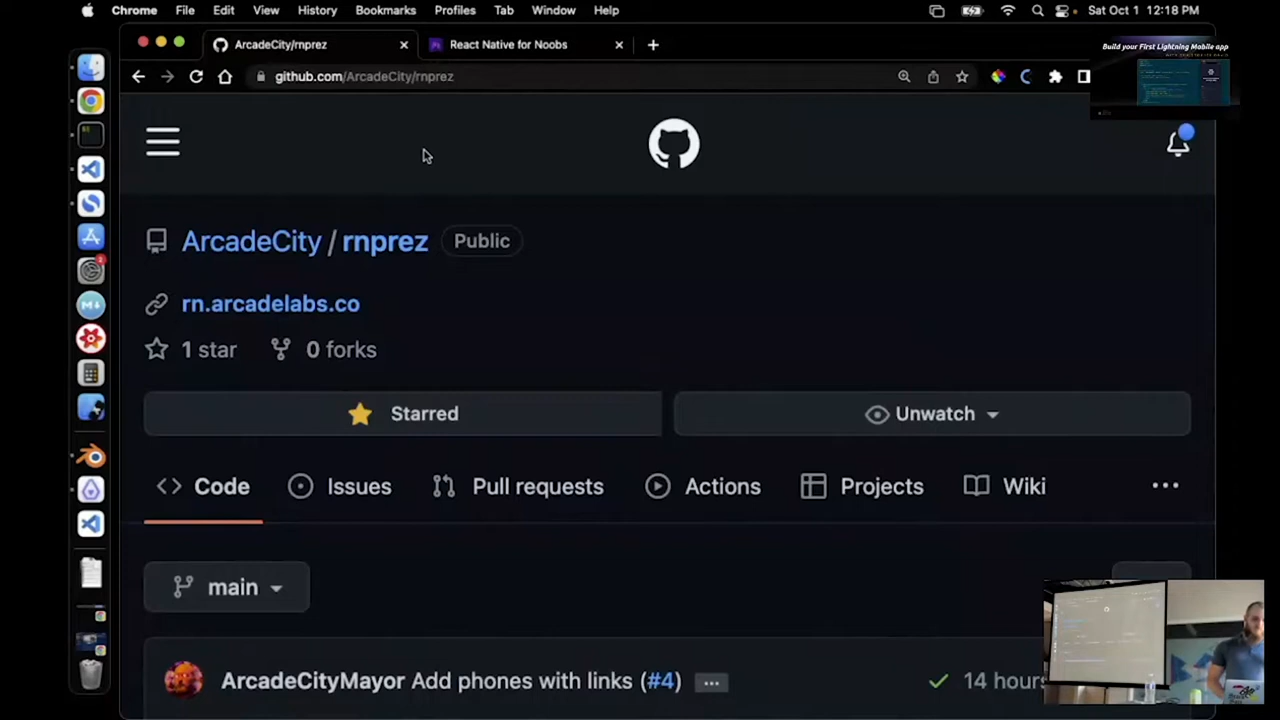 Chrome File Edit View History Bookmarks Profiles Tab Window Help Sat Oct 1 12:18 PM
ArcadeCity/rnprez React Native for Noobs
Build your First Lightning Mobile app
github.com/ArcadeCity/rnprez
ArcadeCity / rnprez Public
rn.arcadelabs.co
1 star 0 forks
Starred Unwatch
Code Issues Pull requests Actions Projects Wiki
main
ArcadeCityMayor Add phones with links (#4) 14 hours